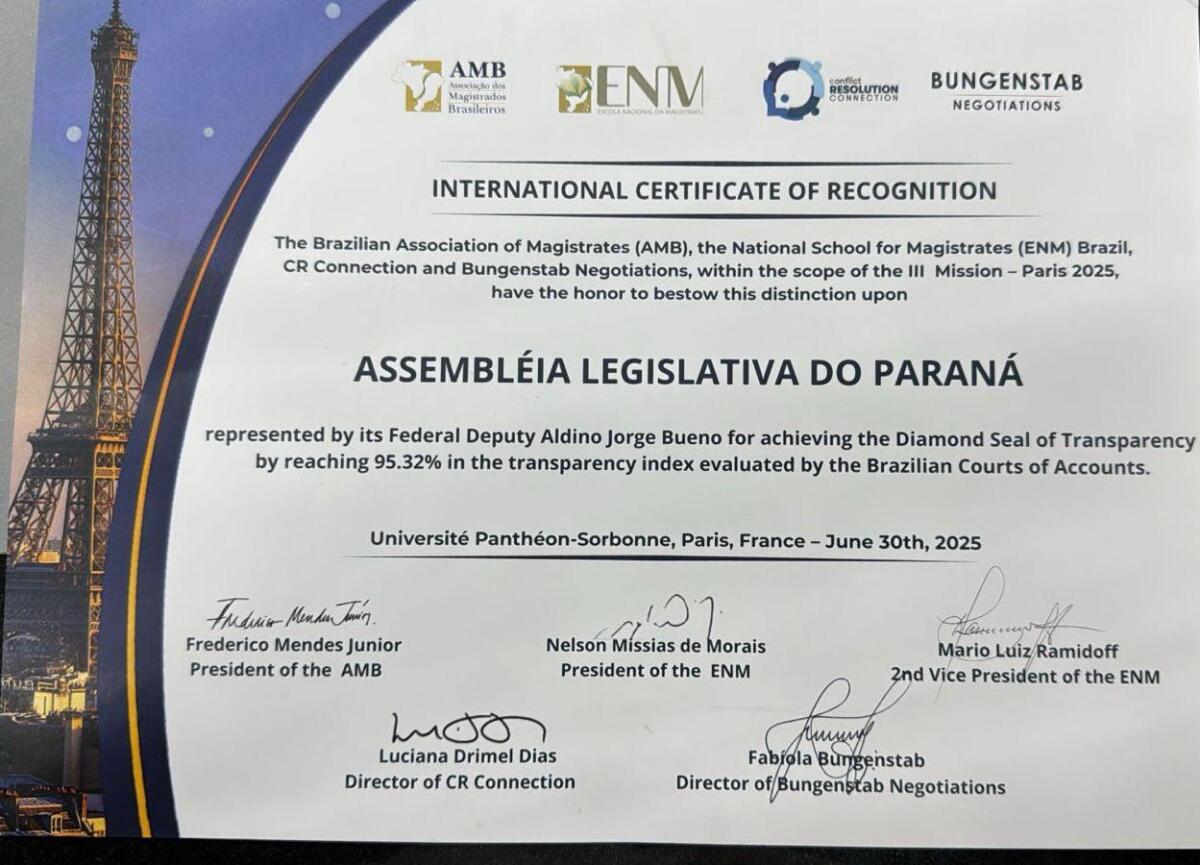 AMB
Associação dos
Magistrados
Brasileiros
ENM
ESCOLA NACIONAL DA MAGISTRATURA
conflict
RESOLUTION
CONNECTION
BUNGENSTAB
NEGOTIATIONS
INTERNATIONAL CERTIFICATE OF RECOGNITION
The Brazilian Association of Magistrates (AMB), the National School for Magistrates (ENM) Brazil,
CR Connection and Bungenstab Negotiations, within the scope of the III Mission – Paris 2025,
have the honor to bestow this distinction upon
ASSEMBLÉIA LEGISLATIVA DO PARANÁ
represented by its Federal Deputy Aldino Jorge Bueno for achieving the Diamond Seal of Transparency
by reaching 95.32% in the transparency index evaluated by the Brazilian Courts of Accounts.
Université Panthéon-Sorbonne, Paris, France – June 30th, 2025
Frederico Mendes Júnior.
Frederico Mendes Junior
President of the AMB
Nelson Missias de Morais
President of the ENM
Mario Luiz Ramidoff
2nd Vice President of the ENM
Luciana Drimel Dias
Director of CR Connection
Fabíola Bungenstab
Director of Bungenstab Negotiations